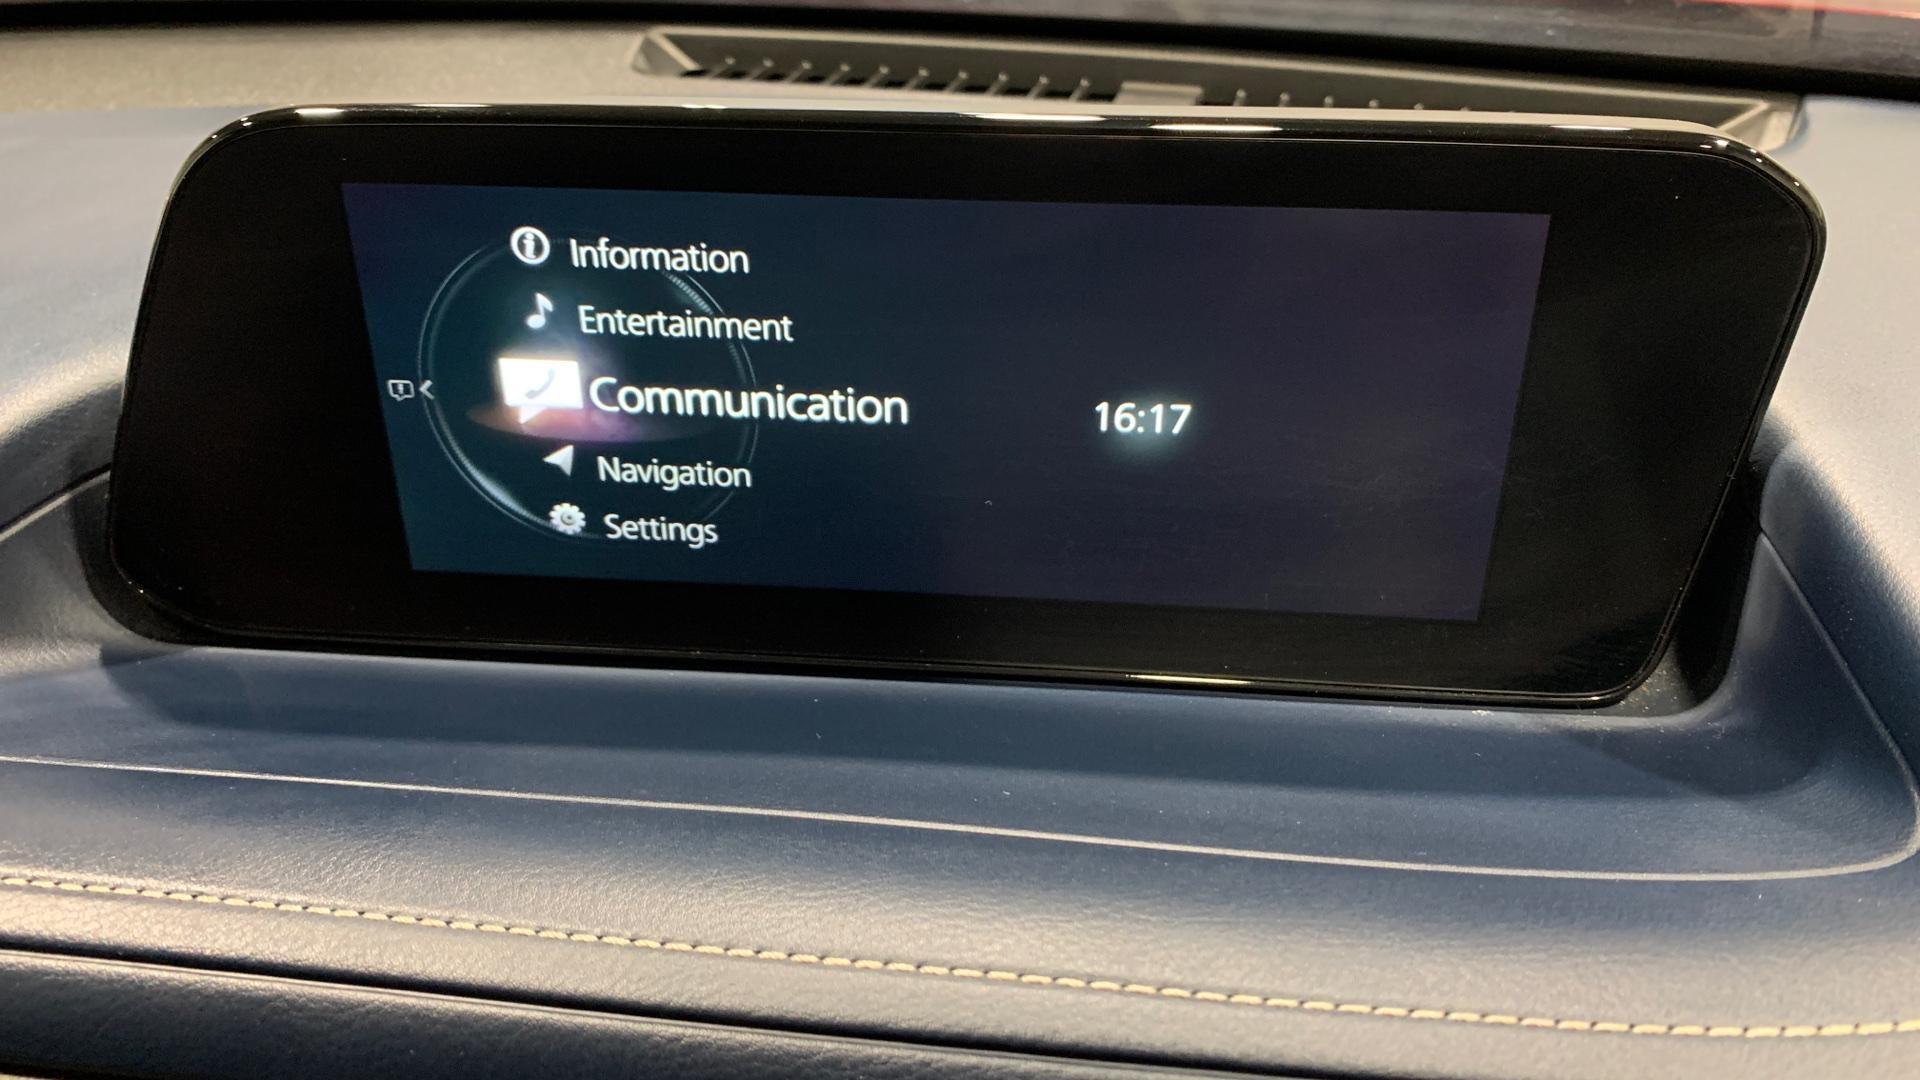 Information
Entertainment
Communication
16:17
Navigation
Settings